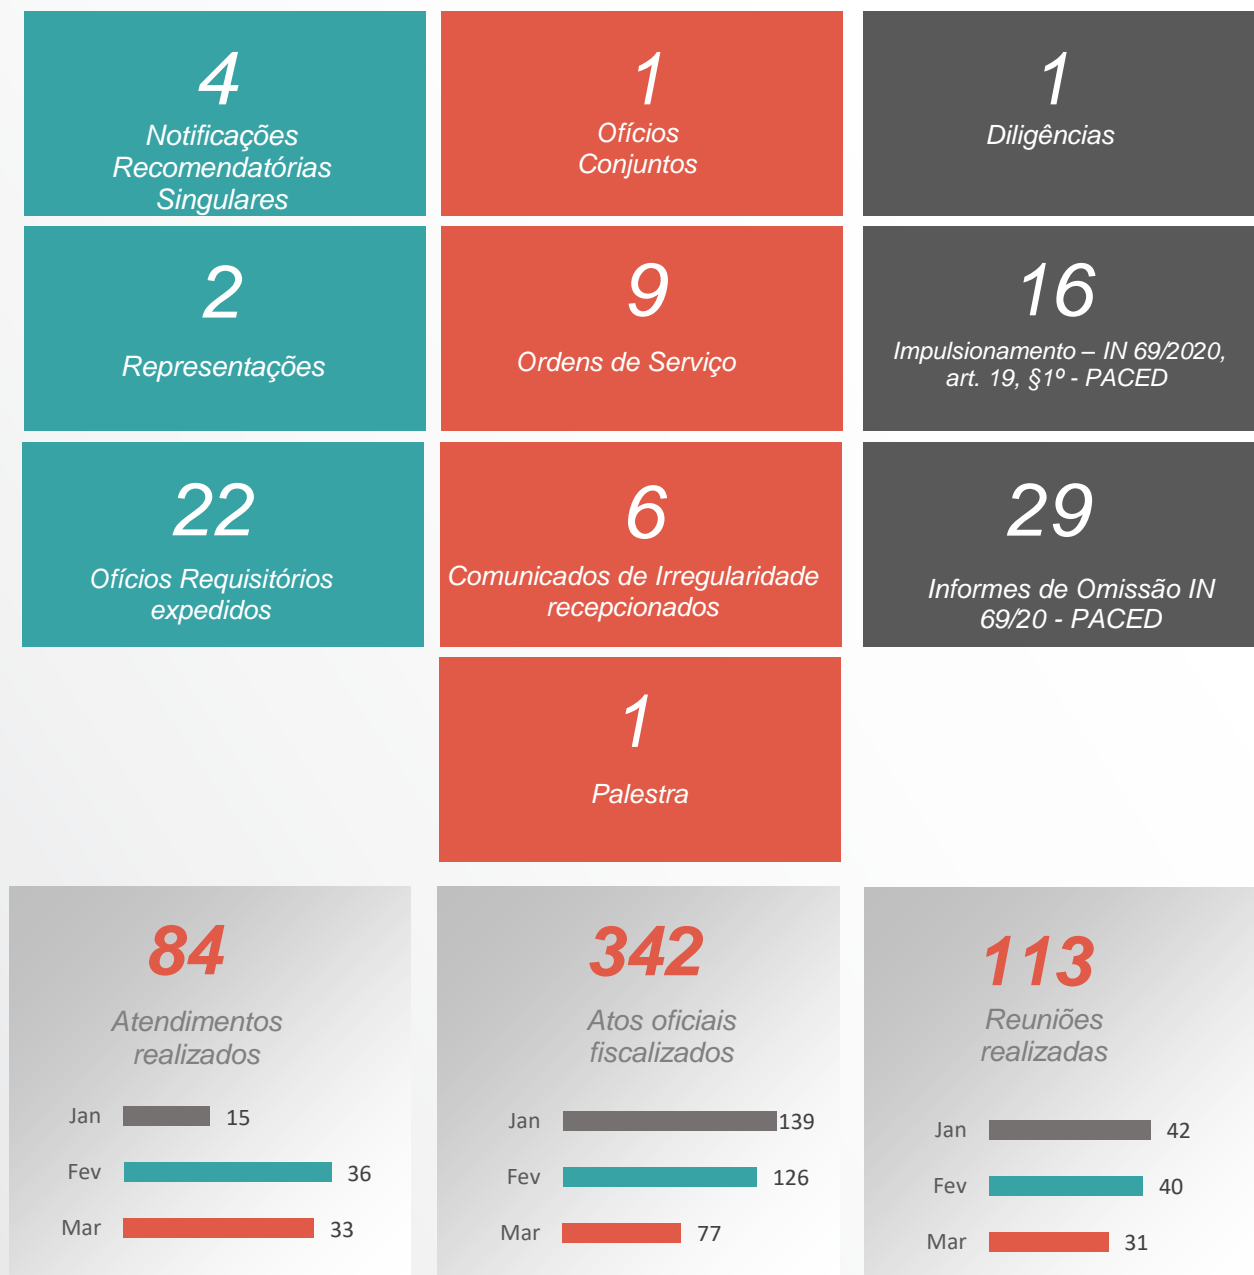 4
Notificações
Recomendatórias
Singulares
1
Ofícios
Conjuntos
1
Diligências
2
Representações
9
Ordens de Serviço
16
Impulsionamento – IN 69/2020,
art. 19, §1º - PACED
22
Ofícios Requisitórios
expedidos
6
Comunicados de Irregularidade
recepcionados
29
Informes de Omissão IN
69/20 - PACED
1
Palestra
84
Atendimentos
realizados
Jan 15
Fev 36
Mar 33
342
Atos oficiais
fiscalizados
Jan 139
Fev 126
Mar 77
113
Reuniões
realizadas
Jan 42
Fev 40
Mar 31